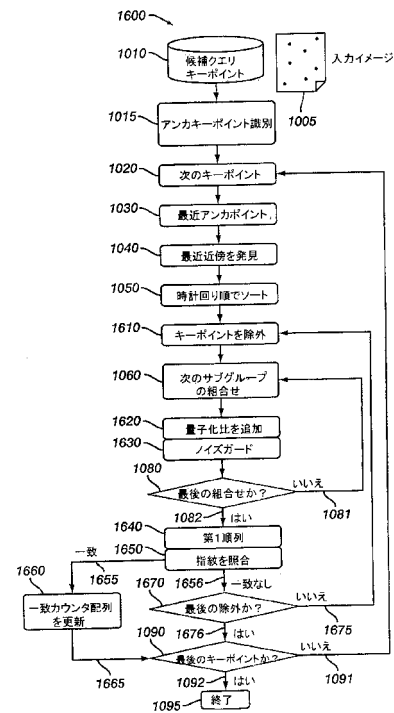 1600
1010
候補クエリ
キーポイント
入力イメージ
1005
1015
アンカキーポイント識別
1020
次のキーポイント
1030
最近アンカポイント
1040
最近近傍を発見
1050
時計回り順でソート
1610
キーポイントを除外
1060
次のサブグループ
の組合せ
1620
量子化比を追加
1630
ノイズガード
1080
最後の組合せか？
いいえ
1081
1082
はい
1640
第1順列
1650
指紋を照合
一致
1655
1656
一致なし
1660
一致カウンタ配列
を更新
1670
最後の除外か？
いいえ
1675
1676
はい
1090
最後のキーポイントか？
いいえ
1091
1665
1092
はい
1095
終了